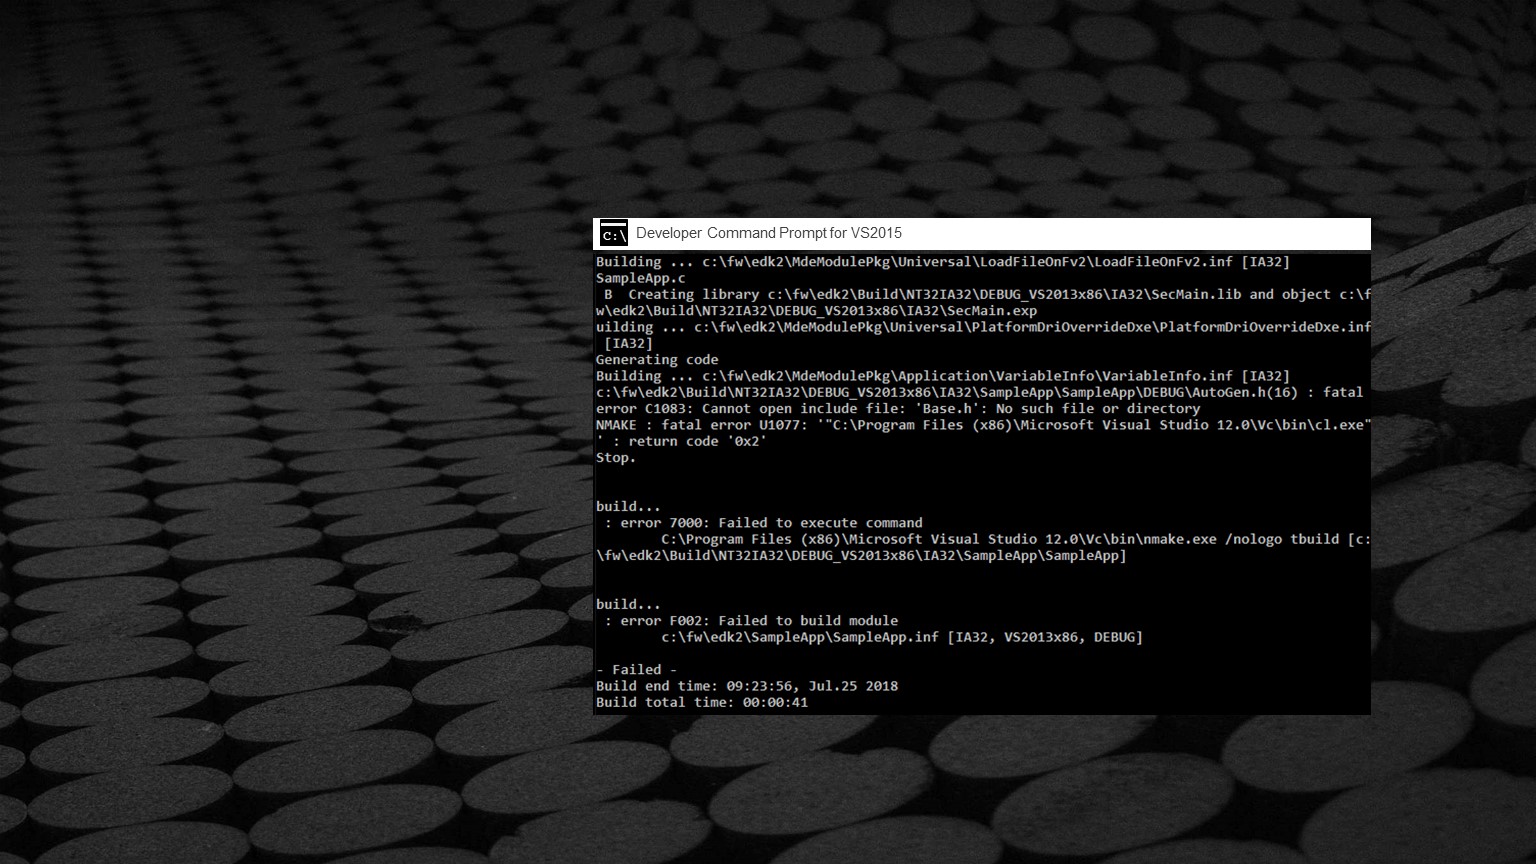 C:\ Developer Command Prompt for VS2015
Building ... c:\fw\edk2\MdeModulePkg\Universal\LoadFileOnFv2\LoadFileOnFv2.inf [IA32]
SampleApp.c
 B  Creating library c:\fw\edk2\Build\NT32IA32\DEBUG_VS2013x86\IA32\SecMain.lib and object c:\f
w\edk2\Build\NT32IA32\DEBUG_VS2013x86\IA32\SecMain.exp
uilding ... c:\fw\edk2\MdeModulePkg\Universal\PlatformDriOverrideDxe\PlatformDriOverrideDxe.inf
 [IA32]
Generating code
Building ... c:\fw\edk2\MdeModulePkg\Application\VariableInfo\VariableInfo.inf [IA32]
c:\fw\edk2\Build\NT32IA32\DEBUG_VS2013x86\IA32\SampleApp\SampleApp\DEBUG\AutoGen.h(16) : fatal
error C1083: Cannot open include file: 'Base.h': No such file or directory
NMAKE : fatal error U1077: '"C:\Program Files (x86)\Microsoft Visual Studio 12.0\Vc\bin\cl.exe"
' : return code '0x2'
Stop.
build...
 : error 7000: Failed to execute command
        C:\Program Files (x86)\Microsoft Visual Studio 12.0\Vc\bin\nmake.exe /nologo tbuild [c:
\fw\edk2\Build\NT32IA32\DEBUG_VS2013x86\IA32\SampleApp\SampleApp]
build...
 : error F002: Failed to build module
        c:\fw\edk2\SampleApp\SampleApp.inf [IA32, VS2013x86, DEBUG]
- Failed -
Build end time: 09:23:56, Jul.25 2018
Build total time: 00:00:41